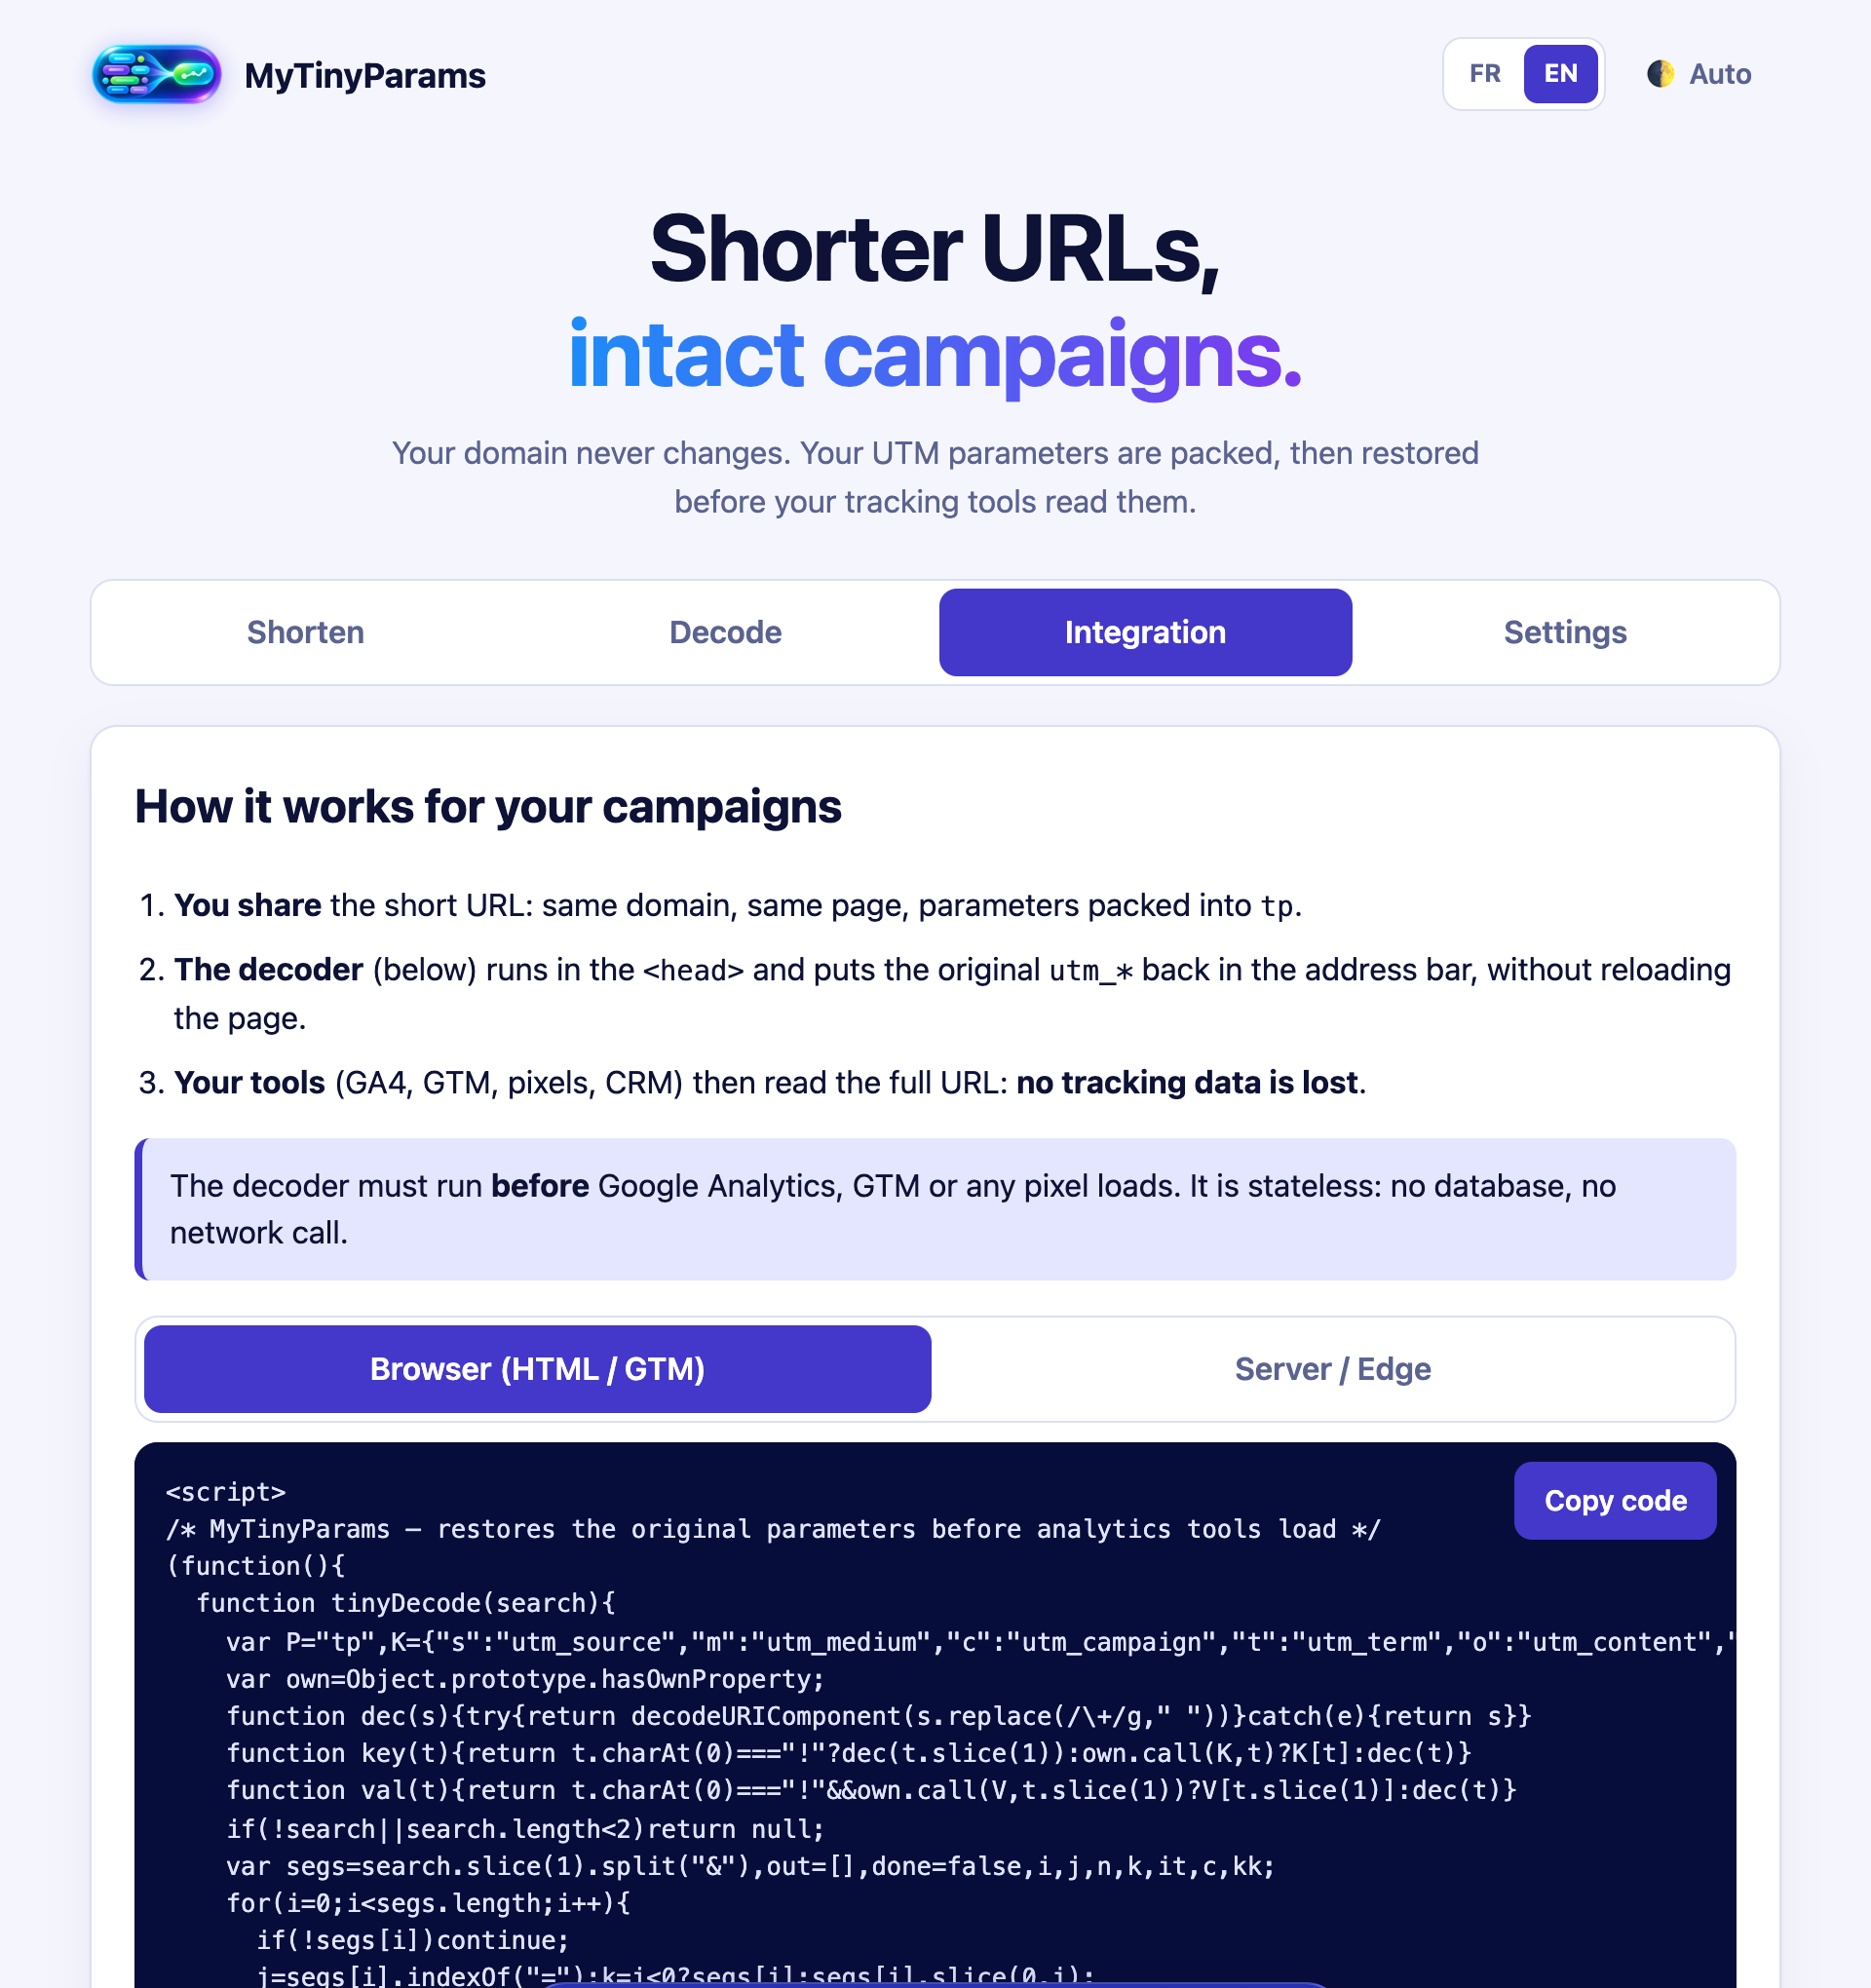 MyTinyParams
FR
EN
Auto
Shorter URLs,
intact campaigns.
Your domain never changes. Your UTM parameters are packed, then restored
before your tracking tools read them.
Shorten
Decode
Integration
Settings
How it works for your campaigns
1. You share the short URL: same domain, same page, parameters packed into tp.
2. The decoder (below) runs in the <head> and puts the original utm_* back in the address bar, without reloading
the page.
3. Your tools (GA4, GTM, pixels, CRM) then read the full URL: no tracking data is lost.
The decoder must run before Google Analytics, GTM or any pixel loads. It is stateless: no database, no
network call.
Browser (HTML / GTM)
Server / Edge
Copy code
<script>
/* MyTinyParams — restores the original parameters before analytics tools load */
(function(){
  function tinyDecode(search){
    var P="tp",K={"s":"utm_source","m":"utm_medium","c":"utm_campaign","t":"utm_term","o":"utm_content","
    var own=Object.prototype.hasOwnProperty;
    function dec(s){try{return decodeURIComponent(s.replace(/\+/g," "))}catch(e){return s}}
    function key(t){return t.charAt(0)==="!"?dec(t.slice(1)):own.call(K,t)?K[t]:dec(t)}
    function val(t){return t.charAt(0)==="!"&&own.call(V,t.slice(1))?V[t.slice(1)]:dec(t)}
    if(!search||search.length<2)return null;
    var segs=search.slice(1).split("&"),out=[],done=false,i,j,n,k,it,c,kk;
    for(i=0;i<segs.length;i++){
      if(!segs[i])continue;
      j=segs[i].indexOf("=");k=j<0?segs[i]:segs[i].slice(0,j);